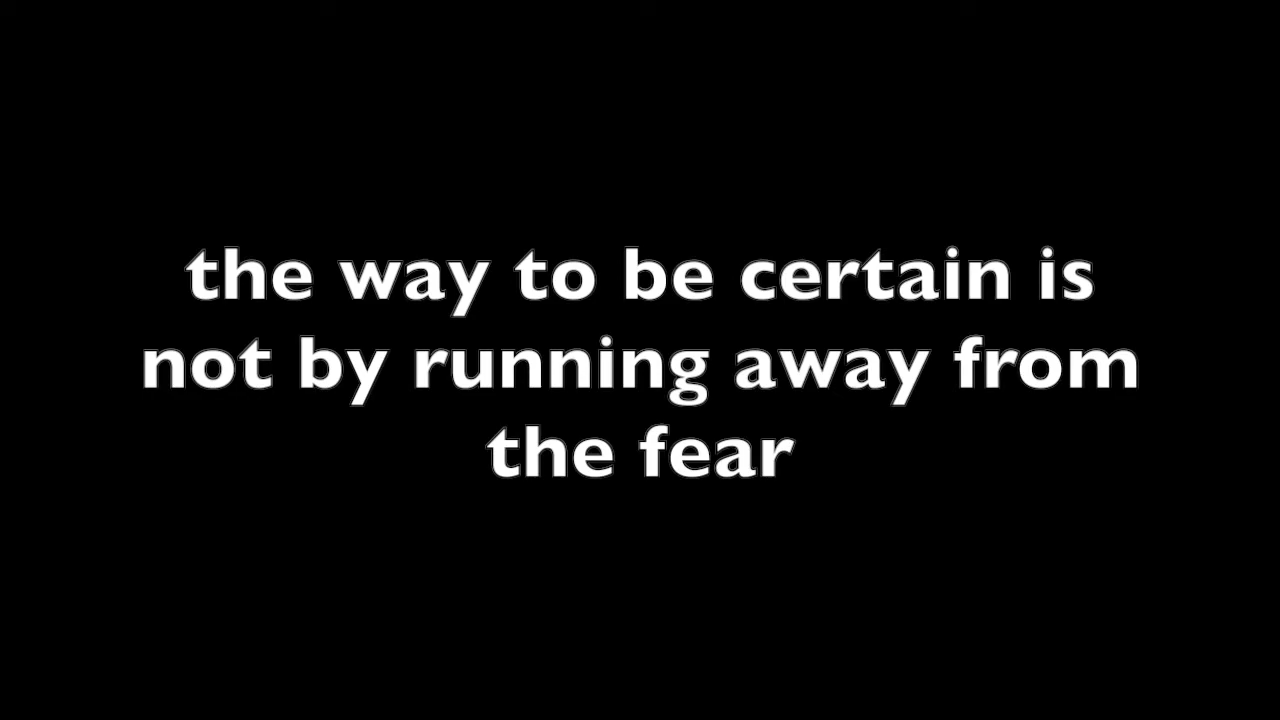 the way to be certain is
not by running away from
the fear